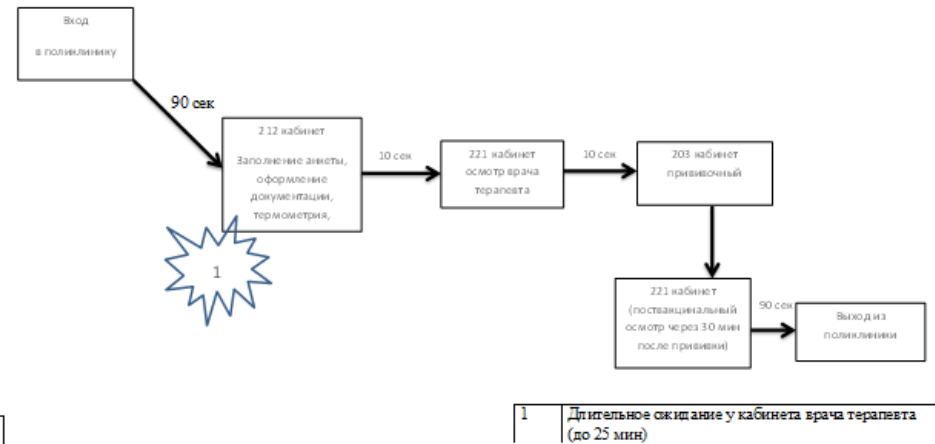 Вход
в поликлинику
90 сек
212 кабинет
Заполнение анкеты,
оформление
документации,
термометрия,
1
10 сек
221 кабинет
осмотр врача
терапевта
10 сек
203 кабинет
прививочный
221 кабинет
(поствакцинальный
осмотр через 30 мин
после прививки)
90 сек
Выход из
поликлиники
1 Длительное ожидание у кабинета врача терапевта
(до 25 мин)